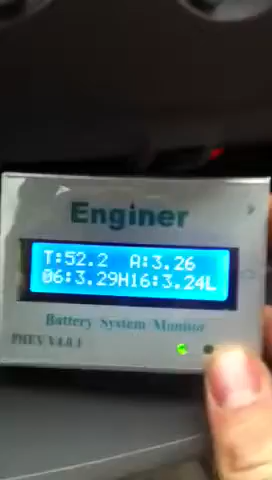 Enginer
T:52.2 A:3.26
06:3.29H16:3.24L
Battery System Monitor
PHEV V4.0.1